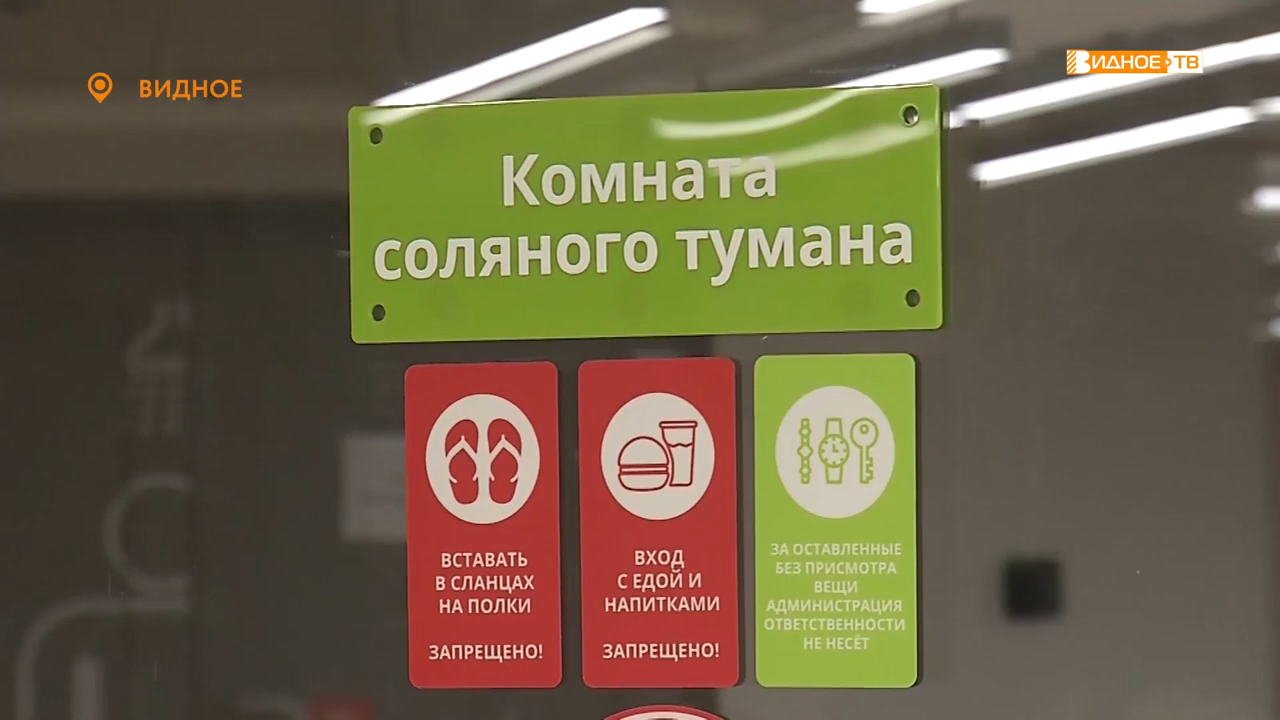 ВИДНОЕ
ВИДНОЕ ТВ
Комната
соляного тумана
ВСТАВАТЬ
В СЛАНЦАХ
НА ПОЛКИ
ЗАПРЕЩЕНО!
ВХОД
С ЕДОЙ И
НАПИТКАМИ
ЗАПРЕЩЕНО!
ЗА ОСТАВЛЕННЫЕ
БЕЗ ПРИСМОТРА
ВЕЩИ
АДМИНИСТРАЦИЯ
ОТВЕТСТВЕННОСТИ
НЕ НЕСЁТ